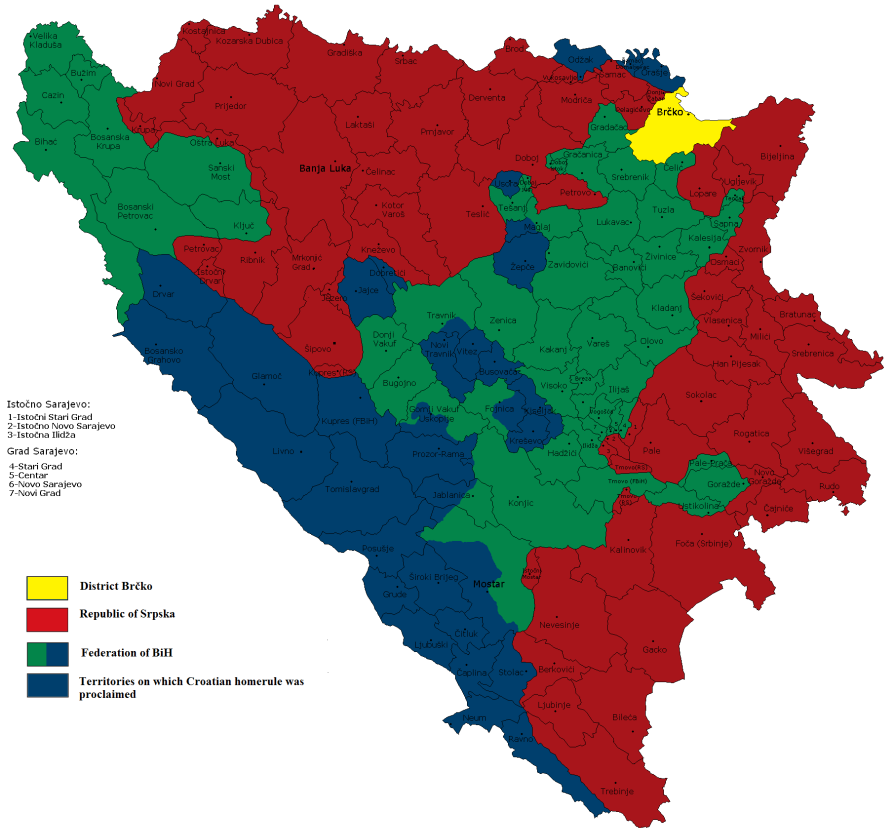 Velika
Kladuša
Bužim
Cazin
Bihać
Bosanska
Krupa
Krupa
Bosanski
Petrovac
Sanski
Most
Ključ
Oštra Luka
Kostajnica
Kozarska Dubica
Novi Grad
Prijedor
Gradiška
Srbac
Laktaši
Prnjavor
Derventa
Brod
Banja Luka
Čelinac
Kotor
Varoš
Kneževo
Teslić
Doboj
Modriča
Vukosavlje
Odžak
Samac
Orašje
Pelagićevo
Brčko
Gradačac
Gračanica
Srebrenik
Čelić
Petrovo
Lopare
Ugljevik
Bijeljina
Usora
Tešanj
Maglaj
Lukavac
Tuzla
Sapna
Kalesija
Zvornik
Osmaci
Žepče
Zavidovići
Banovići
Živinice
Petrovac
Istočni
Drvar
Ribnik
Mrkonjić
Grad
Jezero
Šipovo
Dobretići
Jajce
Drvar
Bosansko
Grahovo
Glamoč
Kupres (RS)
Kupres (FBiH)
Donji
Vakuf
Bugojno
Travnik
Novi
Travnik
Vitez
Busovača
Zenica
Kakanj
Vareš
Olovo
Kladanj
Šekovići
Vlasenica
Milići
Bratunac
Srebrenica
Han Pijesak
Visoko
Breza
Ilijaš
Vogošća
Sokolac
Rogatica
Višegrad
Gornji Vakuf
Uskoplje
Fojnica
Kiseljak
Kreševo
Hadžići
Ilidža
Pale
Trnovo(RS)
Trnovo (FBiH)
Trnovo
(RS)
Pale-Prača
Goražde
Novo
Goražde
Rudo
Ustikolina
Čajniče
Livno
Tomislavgrad
Prozor-Rama
Jablanica
Konjic
Kalinovik
Foča (Srbinje)
Posušje
Široki Brijeg
Grude
Mostar
Istočni
Mostar
Nevesinje
Gacko
Čitluk
Ljubuški
Čapljina
Stolac
Berkovići
Ljubinje
Bileća
Neum
Ravno
Trebinje
Istočno Sarajevo:
1-Istočni Stari Grad
2-Istočno Novo Sarajevo
3-Istočna Ilidža
Grad Sarajevo:
4-Stari Grad
5-Centar
6-Novo Sarajevo
7-Novi Grad
District Brčko
Republic of Srpska
Federation of BiH
Territories on which Croatian homerule was
proclaimed